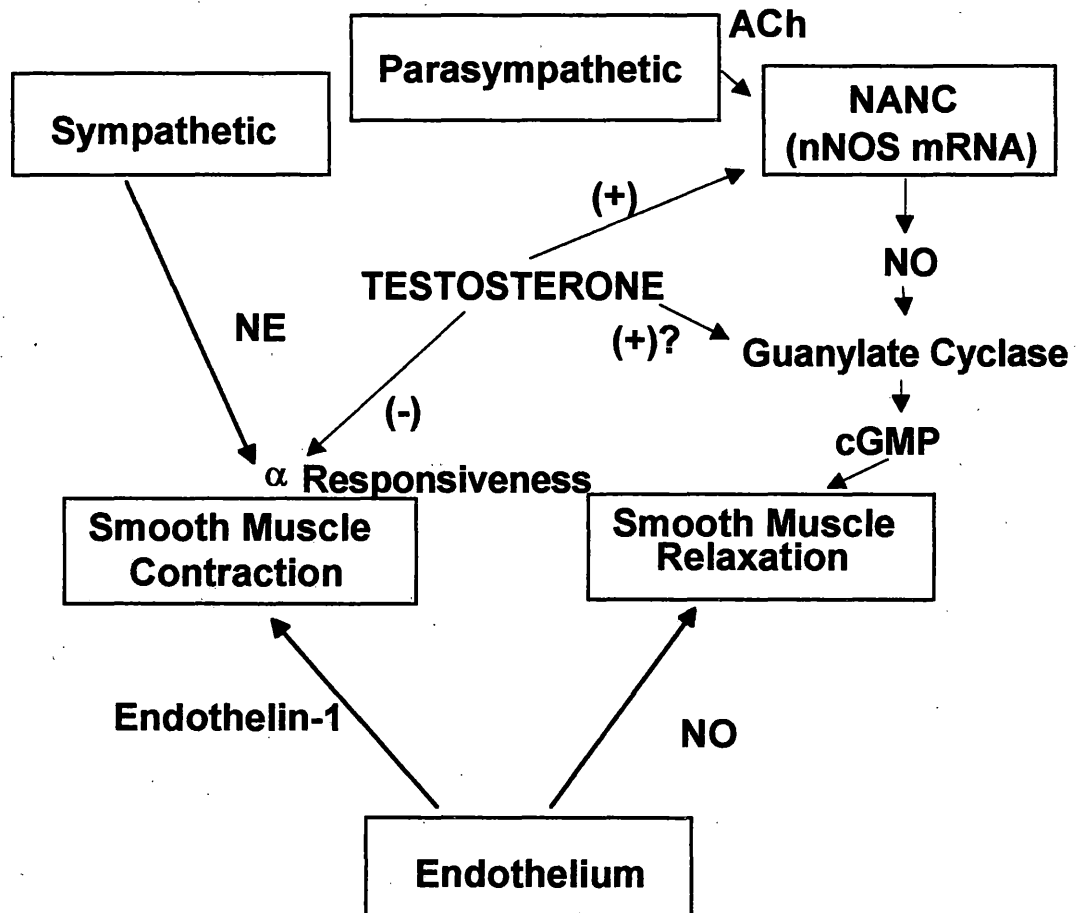 ACh
Parasympathetic
Sympathetic
NANC
(nNOS mRNA)
(+)
NO
TESTOSTERONE
NE
(+)?
Guanylate Cyclase
(-)
cGMP
α Responsiveness
Smooth Muscle
Contraction
Smooth Muscle
Relaxation
Endothelin-1
NO
Endothelium